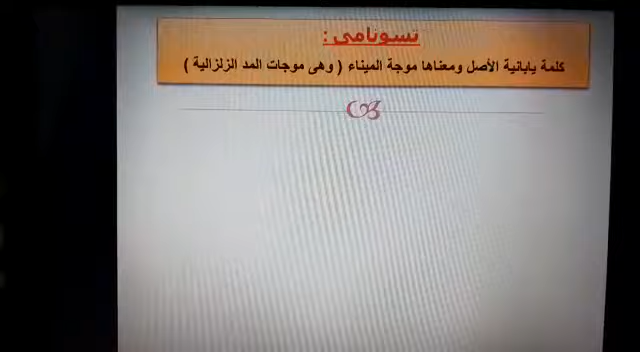 تسونامى :
كلمة يابانية الأصل ومعناها موجة الميناء ( وهى موجات المد الزلزالية )